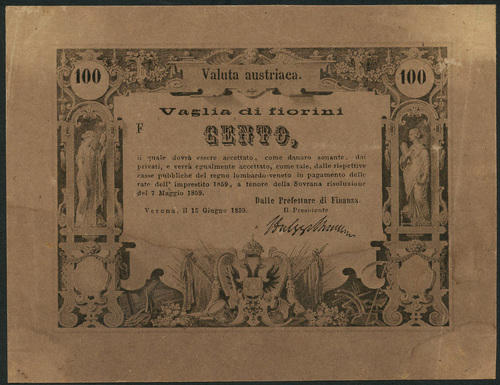 100 Valuta austriaca. 100
Vaglia di fiorini
F CENTO,
il quale dovrà essere accettato, come danaro sonante, dai
privati, e verrà egualmente accettato, come tale, dalle rispettive
casse pubbliche del regno lombardo-veneto in pagamento delle
rate dell' imprestito 1859, a tenore della Sovrana risoluzione
del 7 Maggio 1859.
Dalle Prefetture di Finanza.
Verona, il 15 Giugno 1859. Il Presidente